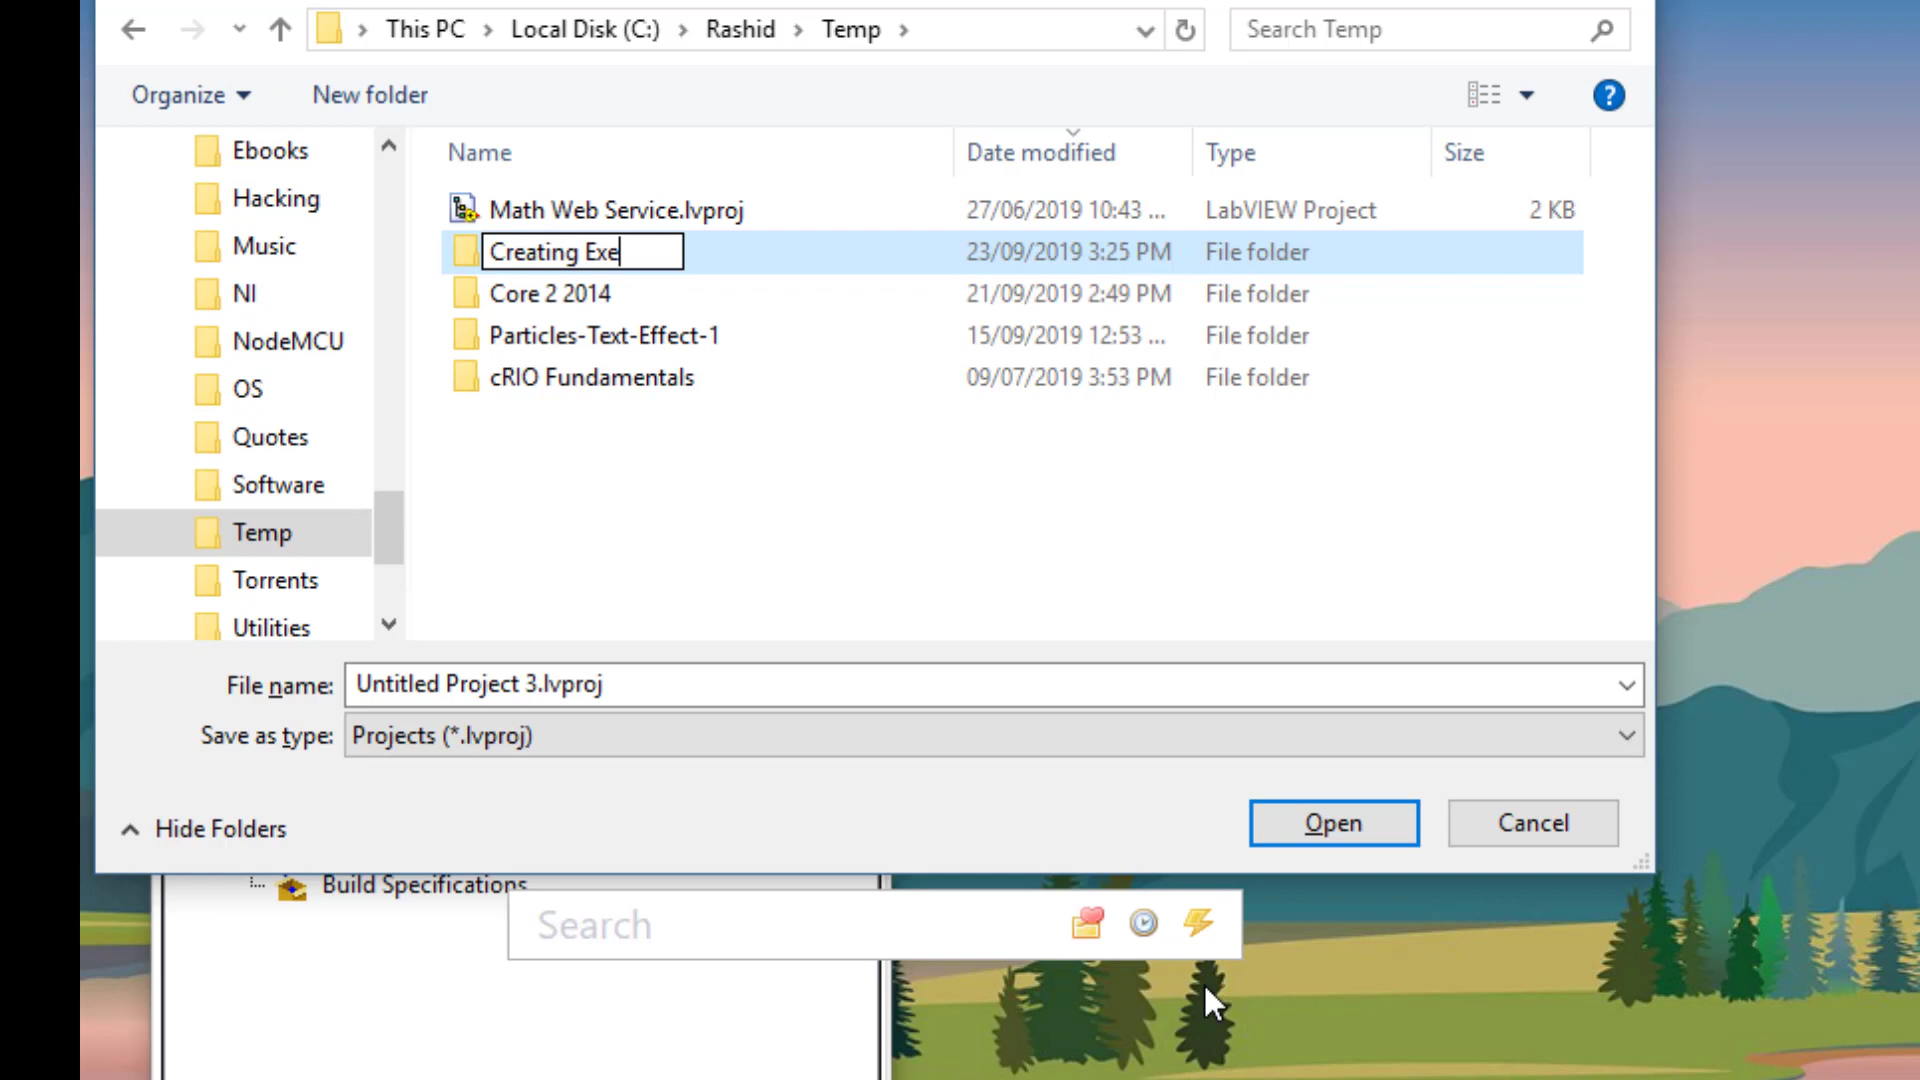 This PC > Local Disk (C:) > Rashid > Temp >
Search Temp
Organize
New folder
?
Ebooks
Hacking
Music
NI
NodeMCU
OS
Quotes
Software
Temp
Torrents
Utilities
Name Date modified Type Size
Math Web Service.lvproj 27/06/2019 10:43 ... LabVIEW Project 2 KB
Creating Exe 23/09/2019 3:25 PM File folder
Core 2 2014 21/09/2019 2:49 PM File folder
Particles-Text-Effect-1 15/09/2019 12:53 ... File folder
cRIO Fundamentals 09/07/2019 3:53 PM File folder
File name: Untitled Project 3.lvproj
Save as type: Projects (*.lvproj)
Hide Folders
Open
Cancel
Build Specifications
Search